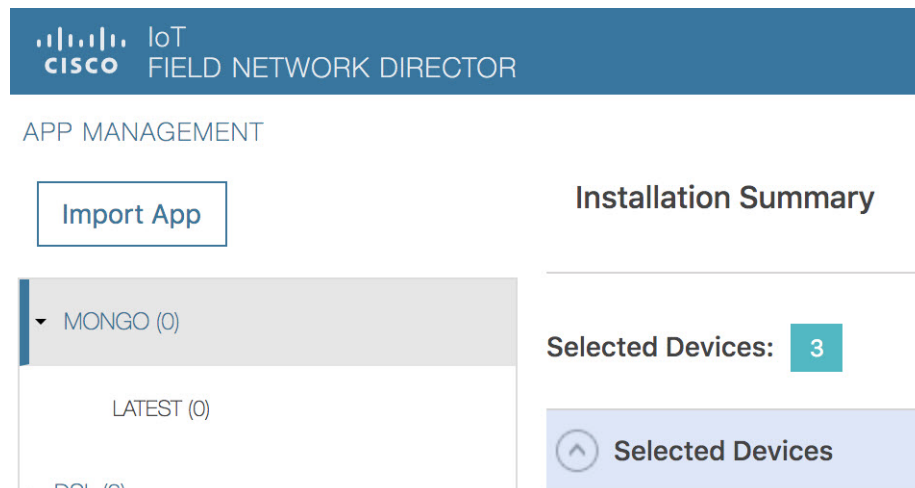 CISCO
IoT
FIELD NETWORK DIRECTOR
APP MANAGEMENT
Import App
Installation Summary
MONGO (0)
Selected Devices: 3
LATEST (0)
Selected Devices